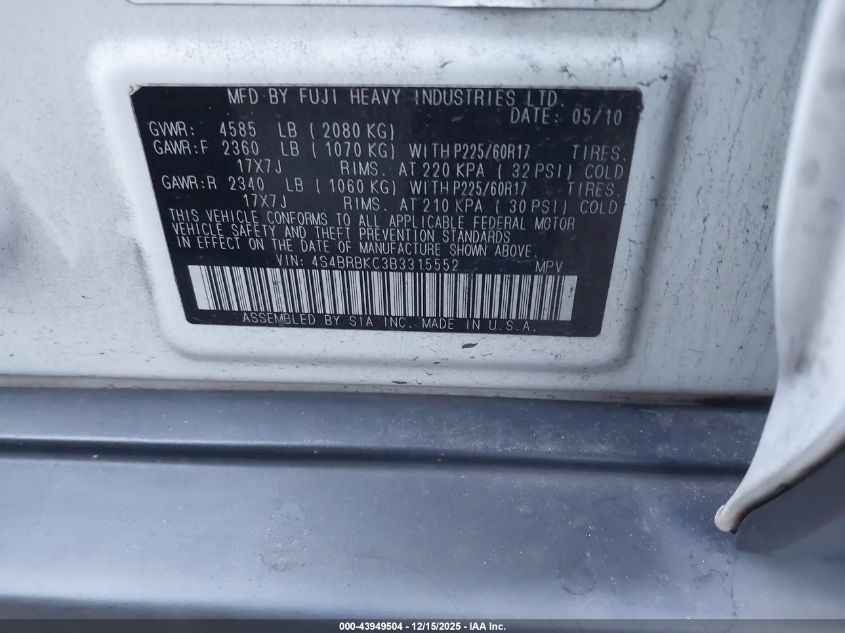 MFD BY FUJI HEAVY INDUSTRIES LTD.
DATE: 05/10
GVWR: 4585 LB (2080 KG)
GAWR:F 2360 LB (1070 KG) WITH P225/60R17 TIRES.
17X7J RIMS. AT 220 KPA (32 PSI) COLD
GAWR:R 2340 LB (1060 KG) WITH P225/60R17 TIRES.
17X7J RIMS. AT 210 KPA (30 PSI) COLD
THIS VEHICLE CONFORMS TO ALL APPLICABLE FEDERAL MOTOR
VEHICLE SAFETY AND THEFT PREVENTION STANDARDS
IN EFFECT ON THE DATE OF MANUFACTURE SHOWN ABOVE.
VIN: 4S4BRBKC3B3315552 MPV
ASSEMBLED BY SIA INC. MADE IN U.S.A.
000-43949504 - 12/15/2025 - IAA Inc.